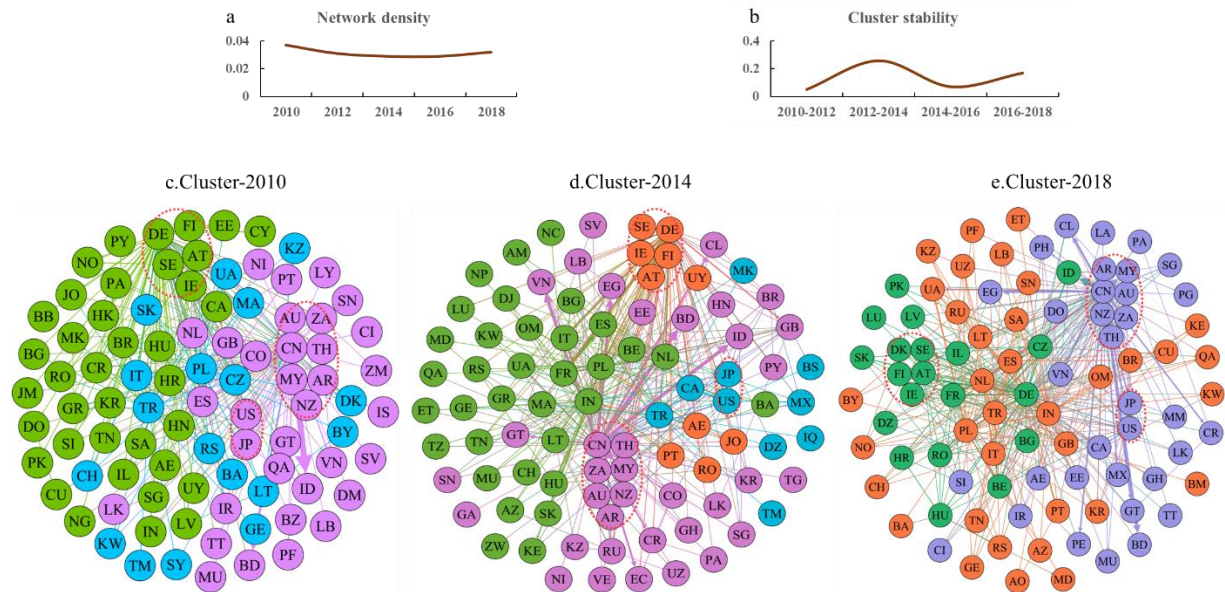 a
Network density
0.04
0.02
0
2010 2012 2014 2016 2018
b
Cluster stability
0.4
0.2
0
2010-2012 2012-2014 2014-2016 2016-2018
c.Cluster-2010
DE FI EE CY
PY AT KZ
NO SE UA NI PT LY
JO PA IE CA MA SN
BB HK SK AU ZA
MK BR HU NL GB CO CN TH CI
BG CR IT HR PL CZ ZM
RO MY AR
JM GR KR TR ES NZ DK IS
DO HN US BY
SI TN SA RS JP GT SV
PK IL AE BA QA VN
CU CH UY LT ID DM
NG SG IR
LK IN LV GE BZ LB
KW TT PF
TM SY MU BD
d.Cluster-2014
NC SV SE DE
AM LB IE FI CL
NP VN EG AT UY MK
LU DJ BG EE HN BR
MD KW OM IT ES BD ID GB
QA RS UA FR BE NL JP PY BS
PL CA US
ET GE GR MA IN TR BA MX
TZ TN LT CN TH AE JO DZ IQ
GT ZA MY PT RO
SN MU CH HU AU NZ CO KR TG TM
GA AZ SK AR LK
ZW KE KZ RU CR GH SG
NI VE EC UZ PA
e.Cluster-2018
ET CL LA
PF PH PA
KZ UZ LB ID AR MY SG
PK UA SN EG CN AU
LU LV RU SA DO NZ ZA PG
LT TH KE
SK DK SE IL CZ BR CU
FI AT ES VN OM QA
IE FR NL DE JP KW
BY TR IN US
DZ PL MM CR
NO HR RO BG GB CA LK
IT
CH SI BE AE EE MX GH BM
HU GT TT
BA TN IR PT KR
CI RS AZ PE BD
GE AO MD MU